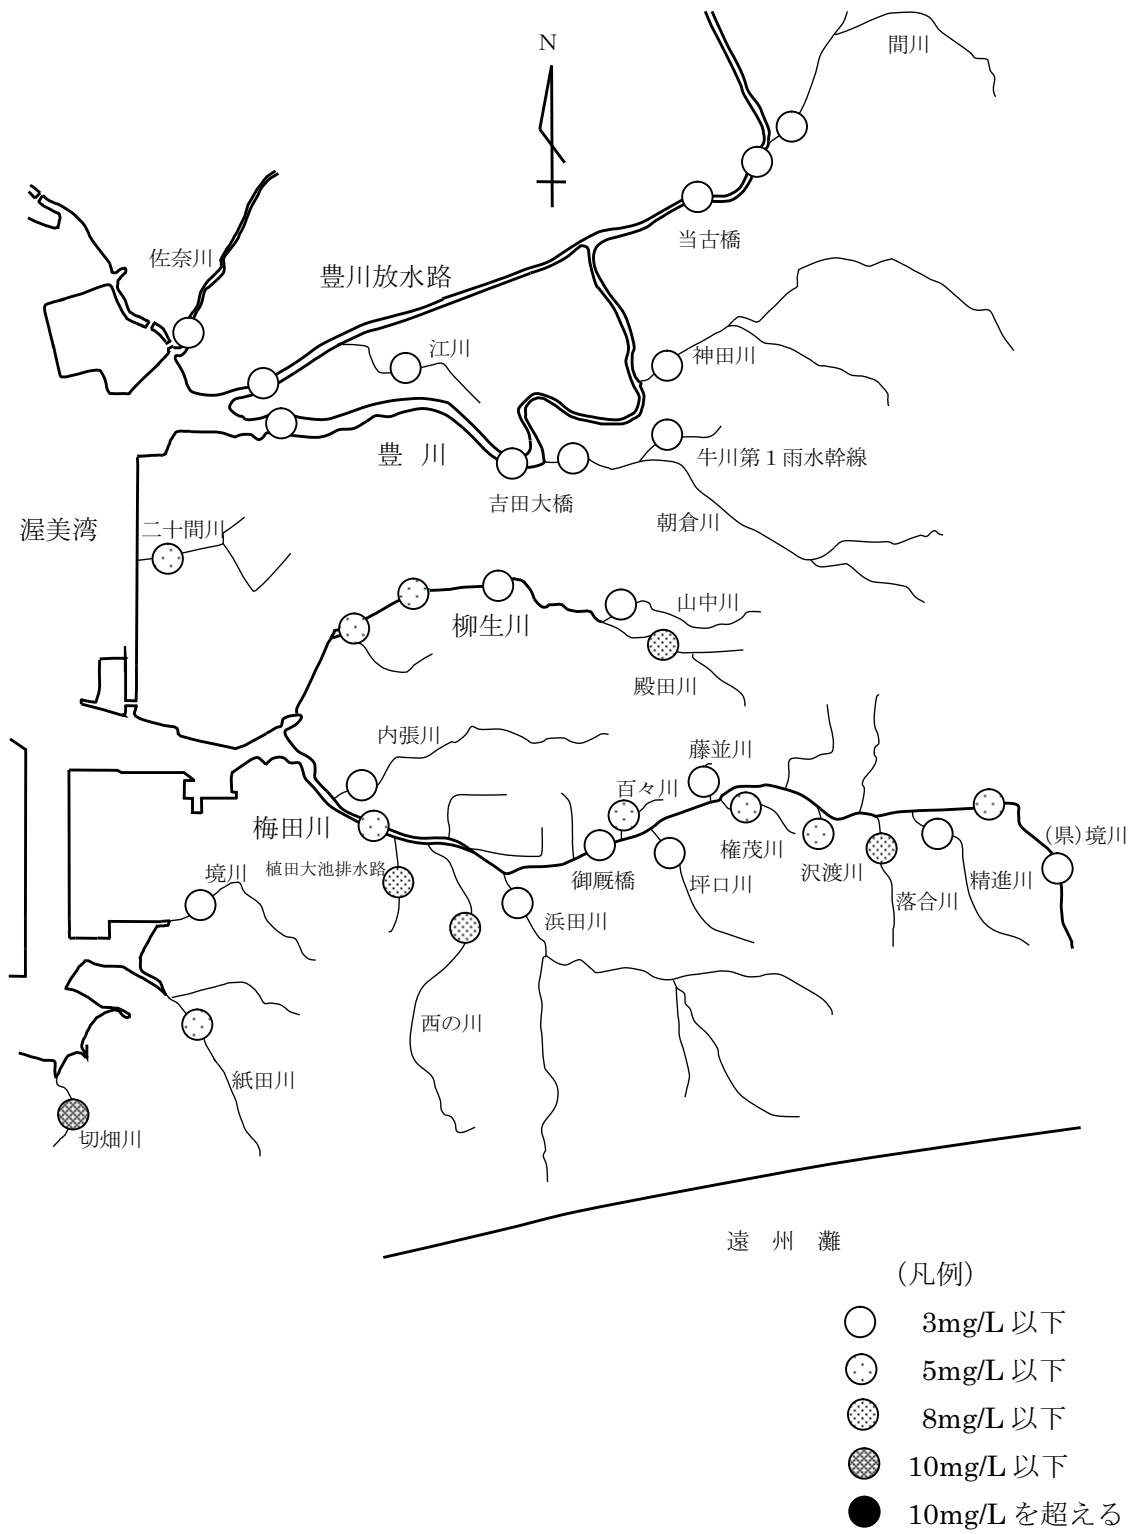 N
間川
当古橋
佐奈川
豊川放水路
江川
神田川
豊 川
牛川第１雨水幹線
吉田大橋
朝倉川
渥美湾
二十間川
山中川
柳生川
殿田川
内張川
藤並川
百々川
梅田川
（県）境川
植田大池排水路
権茂川
沢渡川
精進川
境川
御厩橋
坪口川
落合川
浜田川
西の川
紙田川
切畑川
遠 州 灘
（凡例）
3mg/L 以下
5mg/L 以下
8mg/L 以下
10mg/L 以下
10mg/L を超える